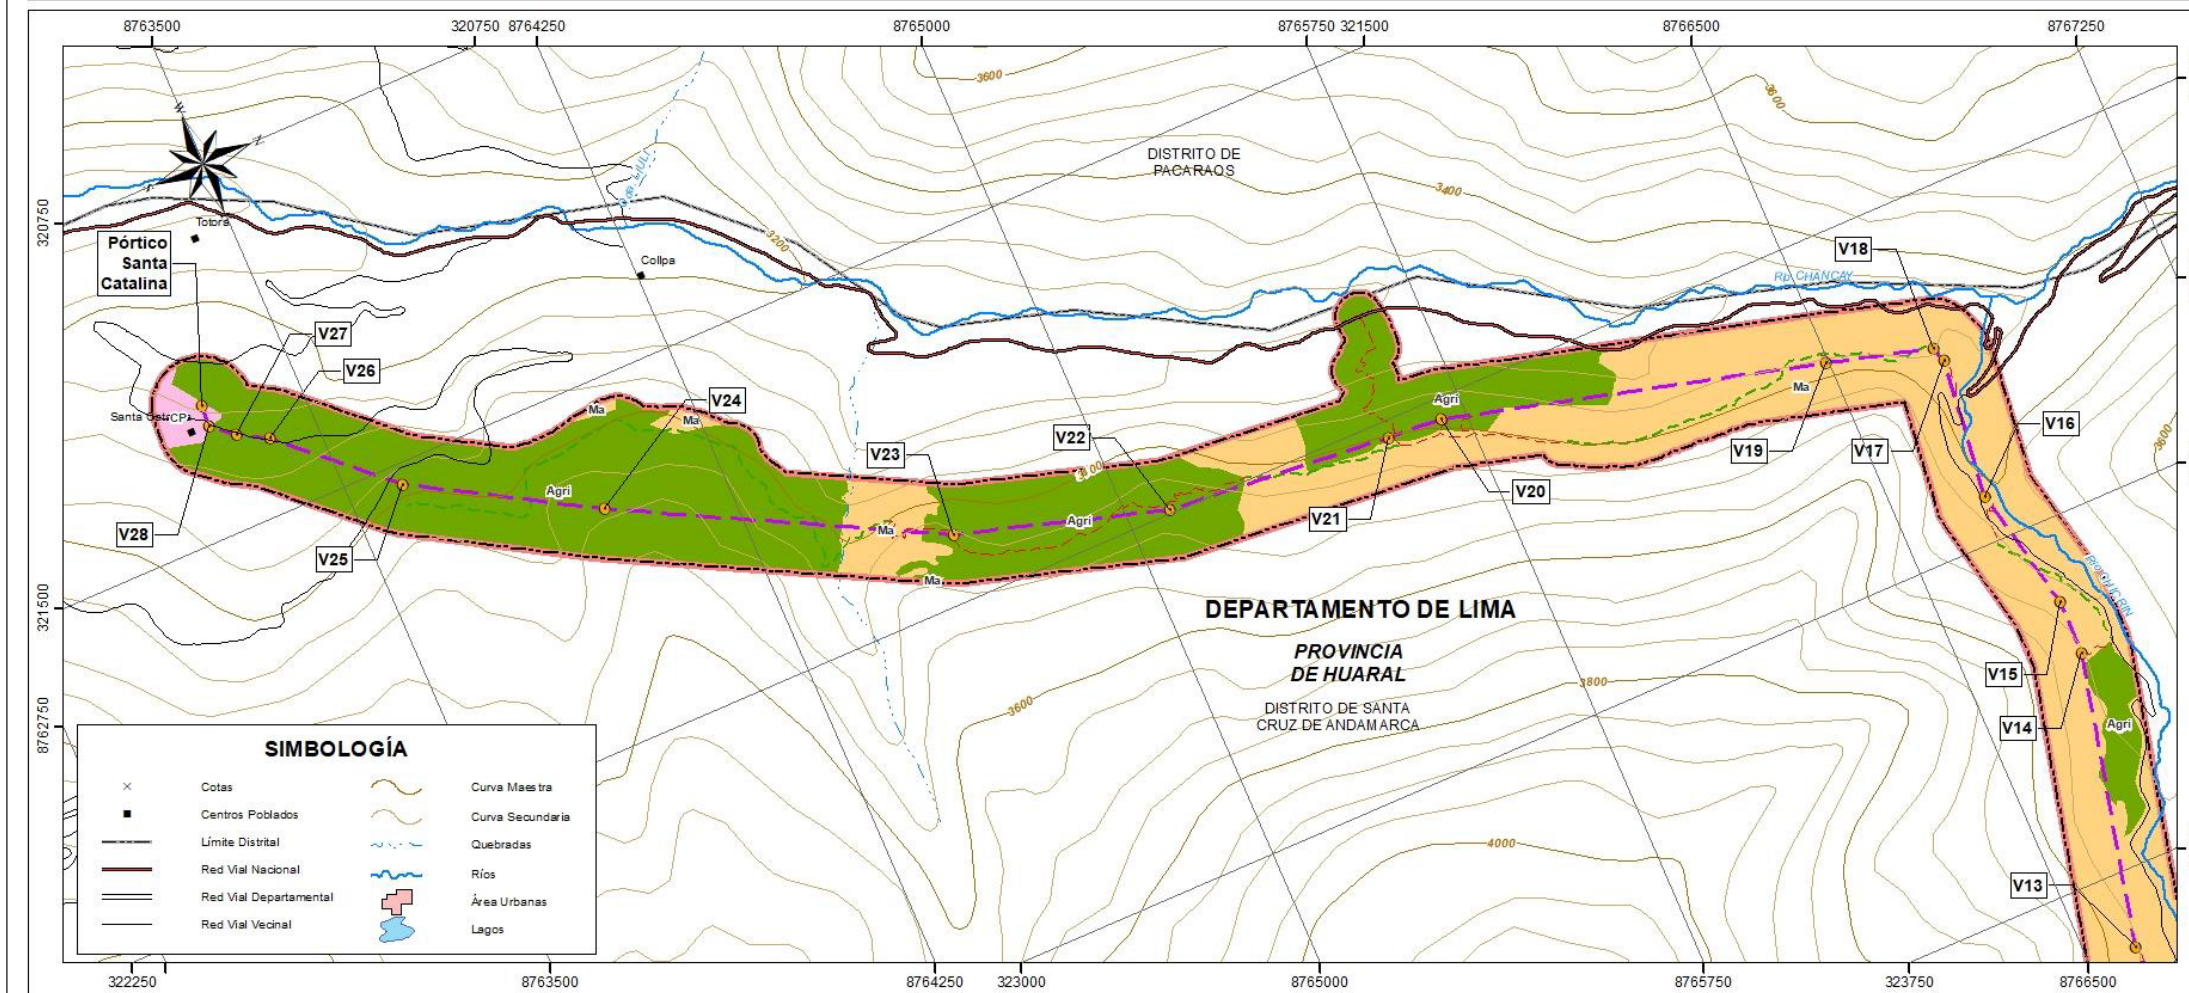 8763500
320750
8764250
8765000
8765750
321500
8766500
8767250
3600
3600
DISTRITO DE
PACARAOS
N
S
3400
Totora
320750
Pórtico
Santa
Catalina
3200
Collpa
V18
Río CHANCAY
V27
V26
V24
Ma
Ma
Ma
Agri
Santa
CP
V23
V22
V19
V17
V16
3600
V28
V25
Agri
Ma
Agri
V21
V20
Ma
321500
DEPARTAMENTO DE LIMA
PROVINCIA
DE HUARAL
DISTRITO DE SANTA
CRUZ DE ANDAMARCA
3600
3800
V15
V14
Agri
8762750
4000
V13
SIMBOLOGÍA
Cotas
Centros Poblados
Límite Distrital
Red Vial Nacional
Red Vial Departamental
Red Vial Vecinal
Curva Maestra
Curva Secundaria
Quebradas
Ríos
Área Urbanas
Lagos
322250
8763500
8764250
323000
8765000
8765750
323750
8766500